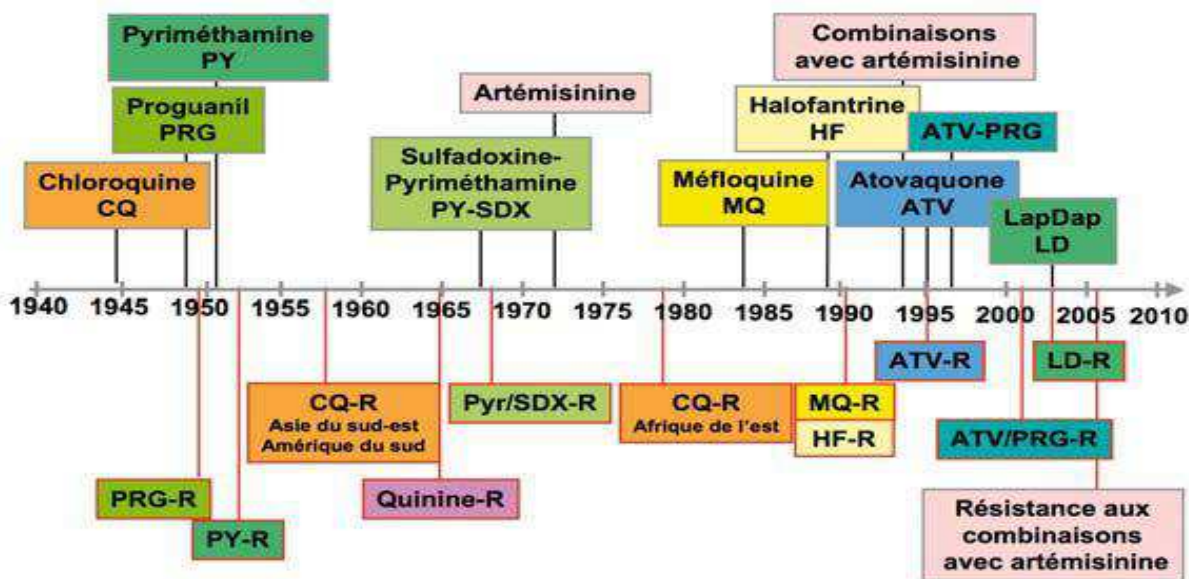 Pyriméthamine
PY
Combinaisons
avec artémisinine
Proguanil
PRG
Artémisinine
Halofantrine
HF
ATV-PRG
Chloroquine
CQ
Sulfadoxine-
Pyriméthamine
PY-SDX
Méfloquine
MQ
Atovaquone
ATV
LapDap
LD
1940 1945 1950 1955 1960 1965 1970 1975 1980 1985 1990 1995 2000 2005 2010
ATV-R
LD-R
CQ-R
Asie du sud-est
Amérique du sud
Pyr/SDX-R
CQ-R
Afrique de l'est
MQ-R
HF-R
ATV/PRG-R
PRG-R
Quinine-R
PY-R
Résistance aux
combinaisons
avec artémisinine